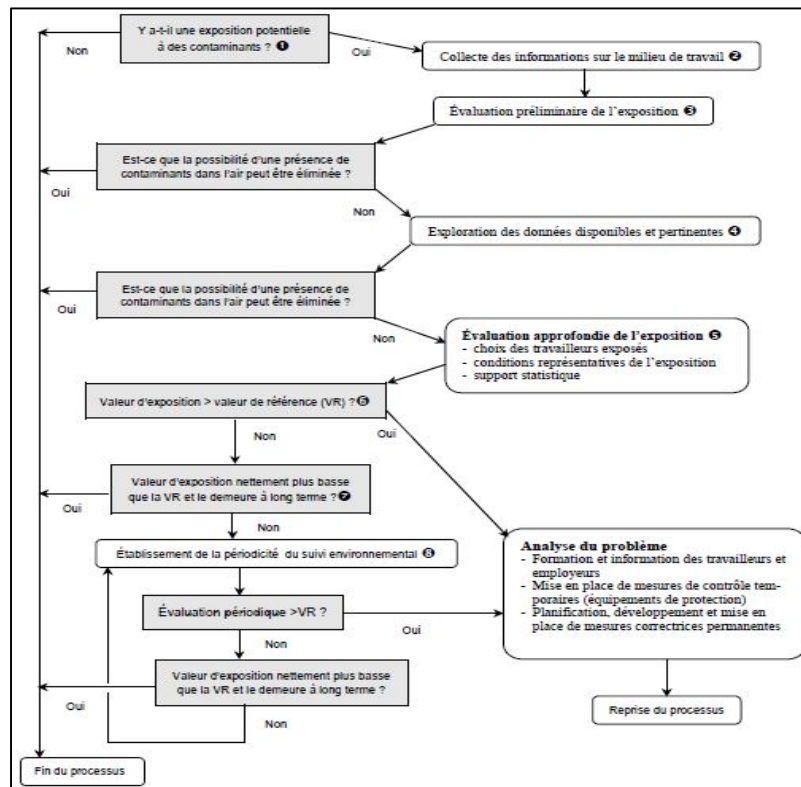 Y a-t-il une exposition potentielle
à des contaminants ? ❶
Non
Oui
Collecte des informations sur le milieu de travail ❷
Évaluation préliminaire de l'exposition ❸
Est-ce que la possibilité d'une présence de
contaminants dans l'air peut être éliminée ?
Oui
Non
Exploration des données disponibles et pertinentes ❹
Est-ce que la possibilité d'une présence de
contaminants dans l'air peut être éliminée ?
Oui
Non
Évaluation approfondie de l'exposition ❺
- choix des travailleurs exposés
- conditions représentatives de l'exposition
- support statistique
Valeur d'exposition > valeur de référence (VR) ?❻
Non
Oui
Valeur d'exposition nettement plus basse
que la VR et le demeure à long terme ?❼
Oui
Non
Établissement de la périodicité du suivi environnemental ❽
Analyse du problème
- Formation et information des travailleurs et
employeurs
- Mise en place de mesures de contrôle tem-
poraires (équipements de protection)
- Planification, développement et mise en
place de mesures correctrices permanentes
Évaluation périodique >VR ?
Oui
Non
Valeur d'exposition nettement plus basse
que la VR et le demeure à long terme ?
Oui
Non
Reprise du processus
Fin du processus